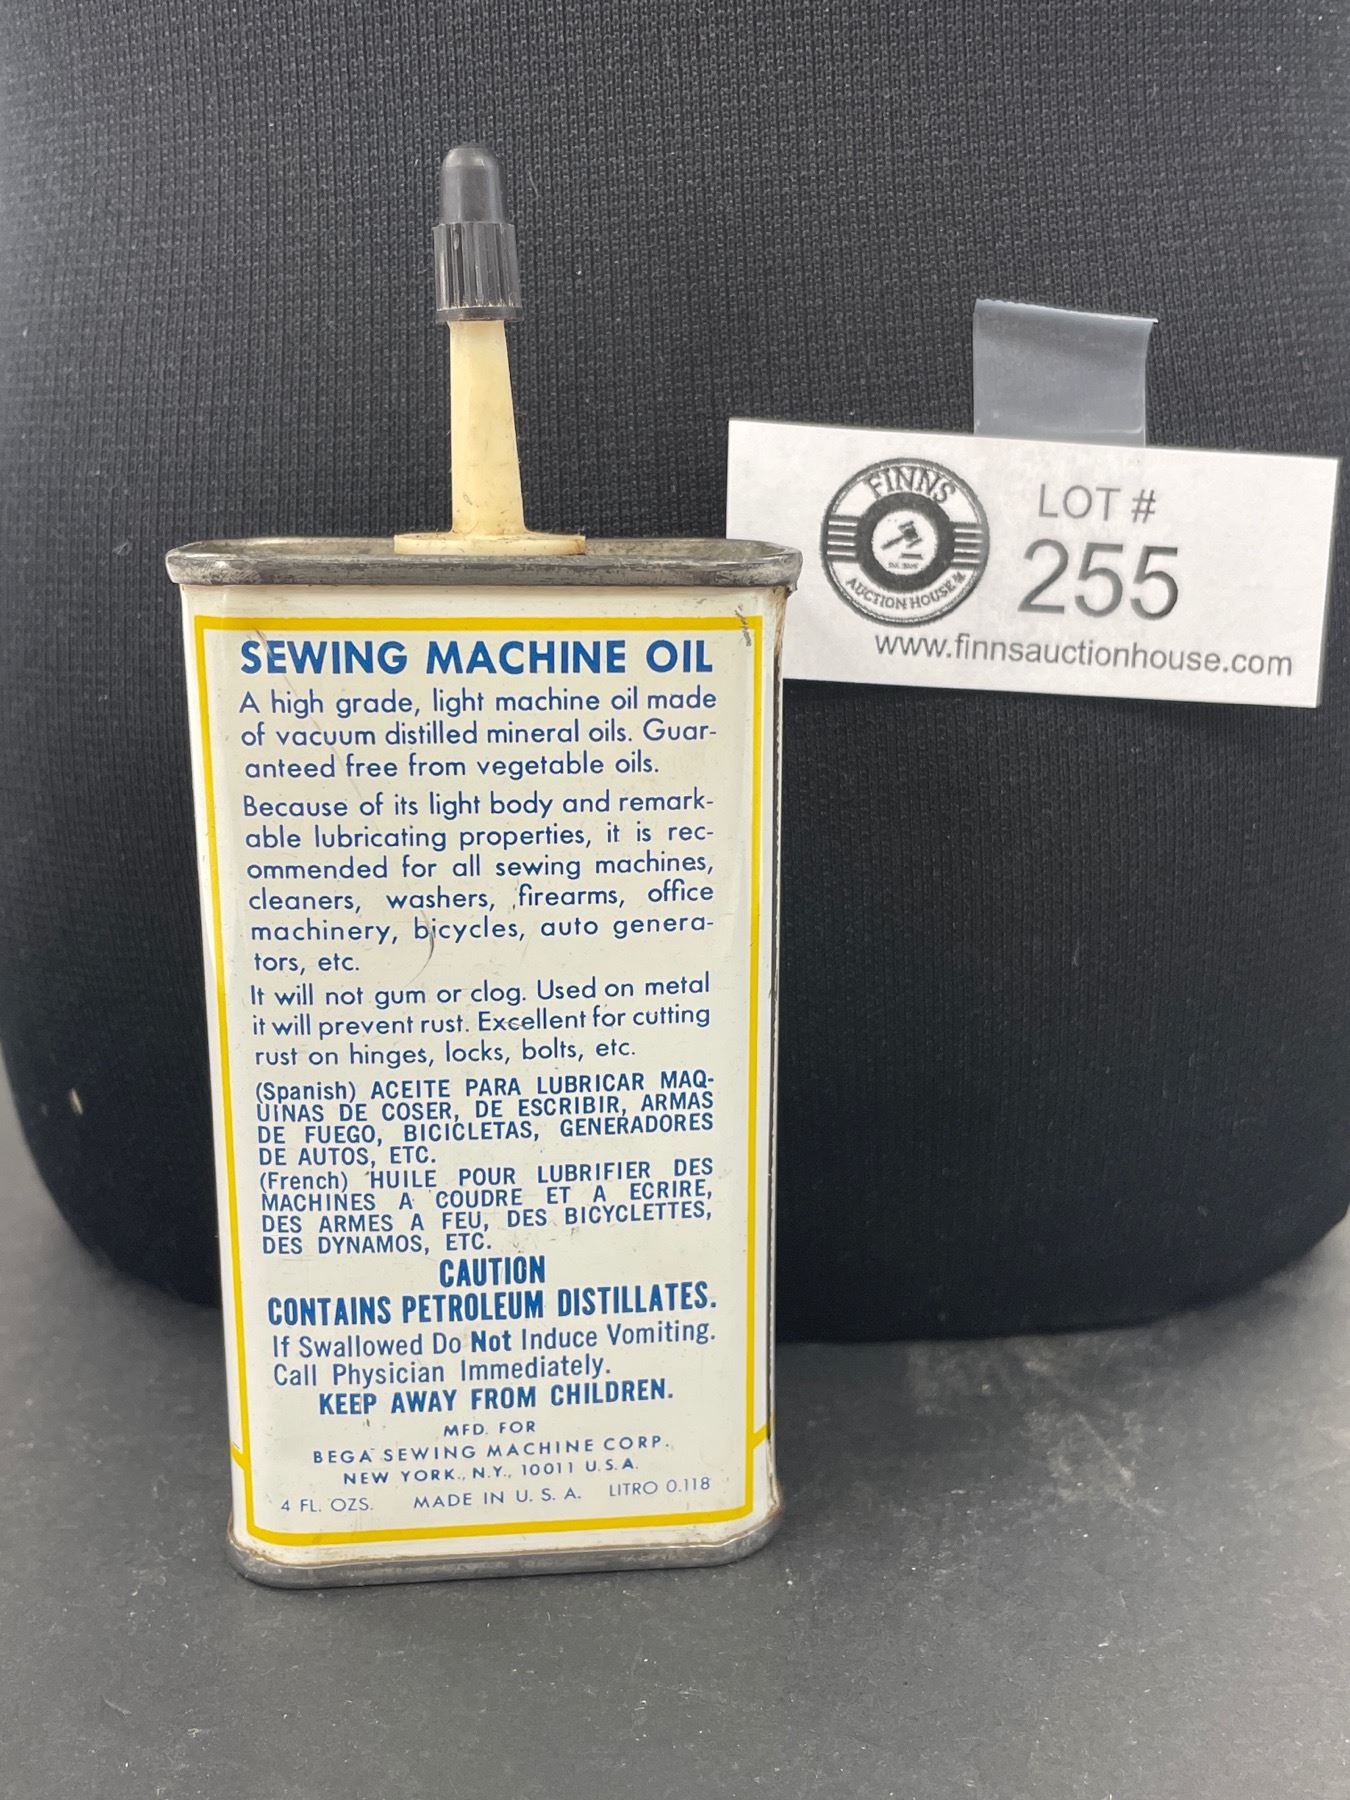 SEWING MACHINE OIL
A high grade, light machine oil made
of vacuum distilled mineral oils. Guar-
anteed free from vegetable oils.
Because of its light body and remark-
able lubricating properties, it is rec-
ommended for all sewing machines,
cleaners, washers, firearms, office
machinery, bicycles, auto genera-
tors, etc.
It will not gum or clog. Used on metal
it will prevent rust. Excellent for cutting
rust on hinges, locks, bolts, etc.
(Spanish) ACEITE PARA LUBRICAR MAQ-
UINAS DE COSER, DE ESCRIBIR, ARMAS
DE FUEGO, BICICLETAS, GENERADORES
DE AUTOS, ETC.
(French) HUILE POUR LUBRIFIER DES
MACHINES A COUDRE ET A ECRIRE,
DES ARMES A FEU, DES BICYCLETTES,
DES DYNAMOS, ETC.
CAUTION
CONTAINS PETROLEUM DISTILLATES.
If Swallowed Do Not Induce Vomiting.
Call Physician Immediately.
KEEP AWAY FROM CHILDREN.
MFD. FOR
BEGA SEWING MACHINE CORP.
NEW YORK., N.Y., 10011 U.S.A.
4 FL. OZS. MADE IN U. S. A. LITRO 0.118
FINNS
AUCTION HOUSE
LOT #
255
www.finnsauctionhouse.com